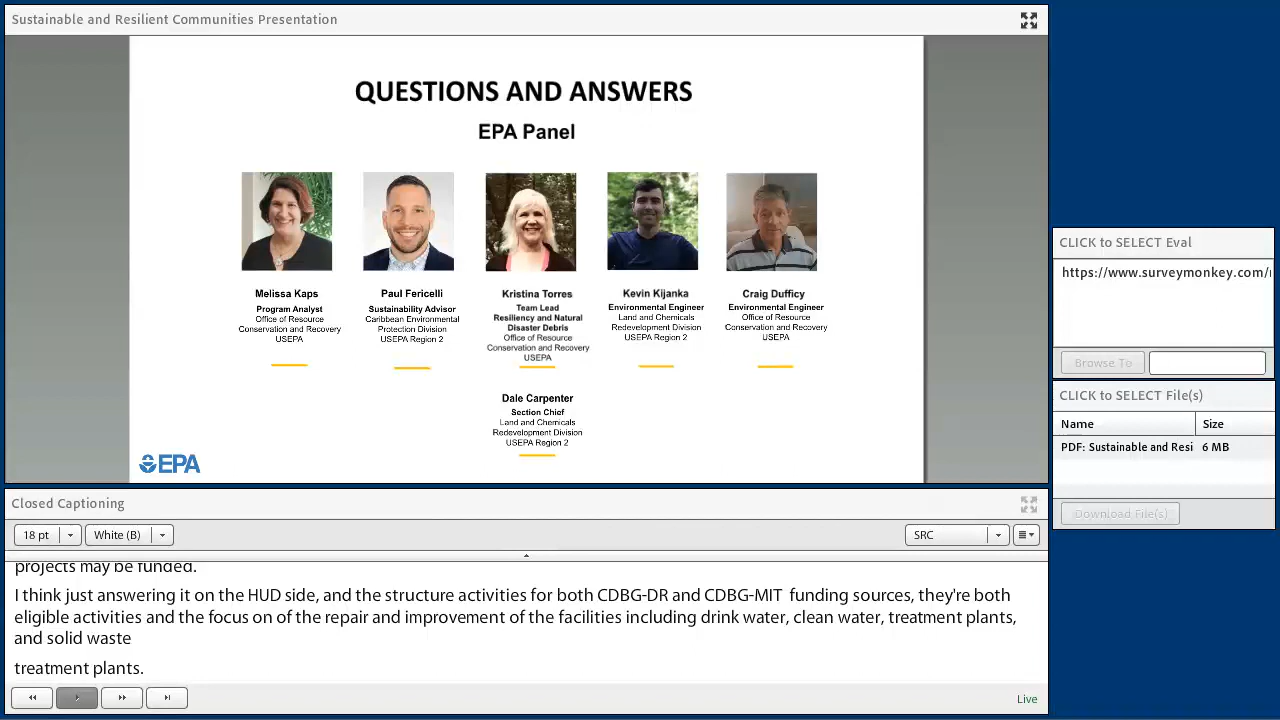 Sustainable and Resilient Communities Presentation
QUESTIONS AND ANSWERS
EPA Panel
Melissa Kaps
Program Analyst
Office of Resource
Conservation and Recovery
USEPA
Paul Fericelli
Sustainability Advisor
Caribbean Environmental
Protection Division
USEPA Region 2
Kristina Torres
Team Lead
Resiliency and Natural
Disaster Debris
Office of Resource
Conservation and Recovery
USEPA
Kevin Kijanka
Environmental Engineer
Land and Chemicals
Redevelopment Division
USEPA Region 2
Craig Dufficy
Environmental Engineer
Office of Resource
Conservation and Recovery
USEPA
Dale Carpenter
Section Chief
Land and Chemicals
Redevelopment Division
USEPA Region 2
EPA
CLICK to SELECT Eval
https://www.surveymonkey.com/
Browse To
CLICK to SELECT File(s)
Name Size
PDF: Sustainable and Resi 6 MB
Download File(s)
Closed Captioning
18 pt White (B) SRC
projects may be funded.
I think just answering it on the HUD side, and the structure activities for both CDBG-DR and CDBG-MIT funding sources, they're both
eligible activities and the focus on of the repair and improvement of the facilities including drink water, clean water, treatment plants,
and solid waste
treatment plants.
Live